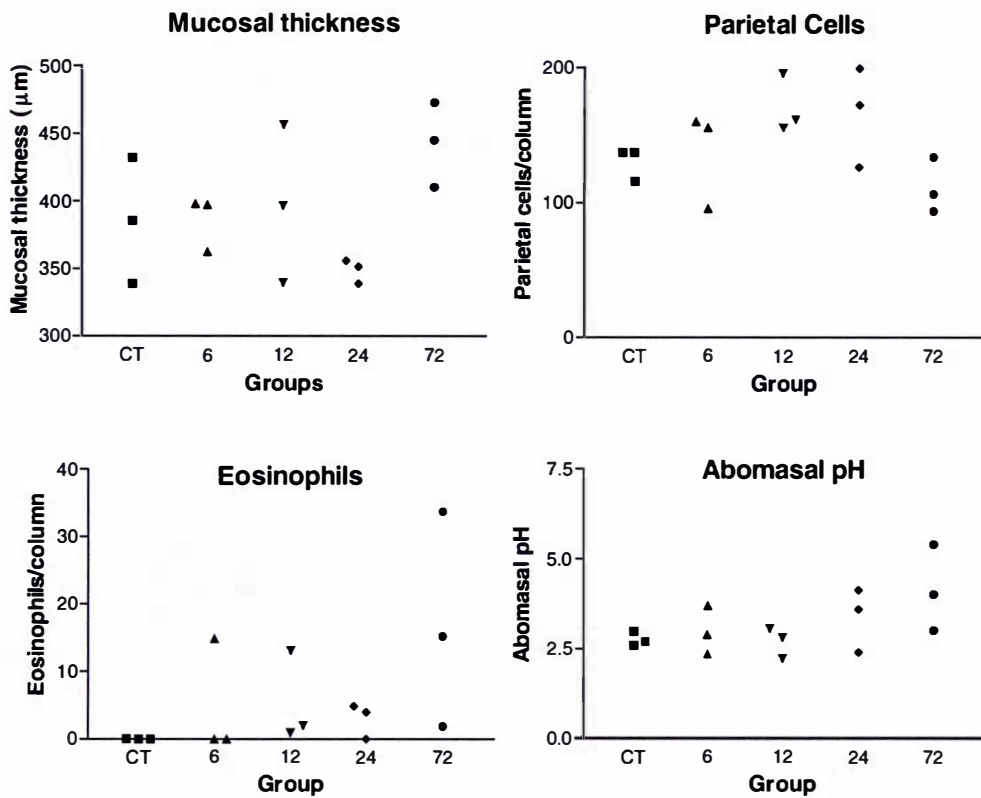 Mucosal thickness
Mucosal thickness (μm)
500
450
400
350
300
CT 6 12 24 72
Groups
Parietal Cells
Parietal cells/column
200
100
0
CT 6 12 24 72
Group
Eosinophils
Eosinophils/column
40
30
20
10
0
CT 6 12 24 72
Group
Abomasal pH
Abomasal pH
7.5
5.0
2.5
0.0
CT 6 12 24 72
Group